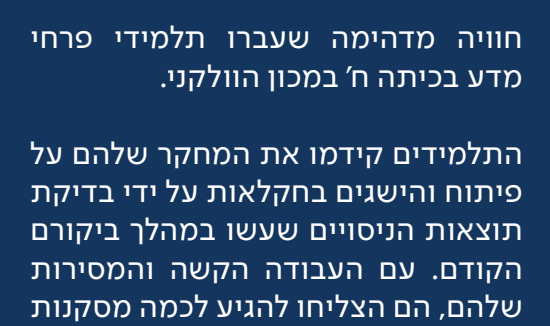 חוויה מדהימה שעברו תלמידי פרחי
מדע בכיתה ח׳ במכון הוולקני.
התלמידים קידמו את המחקר שלהם על
פיתוח והישגים בחקלאות על ידי בדיקת
תוצאות הניסויים שעשו במהלך ביקורם
הקודם. עם העבודה הקשה והמסירות
שלהם, הם הצליחו להגיע לכמה מסקנות